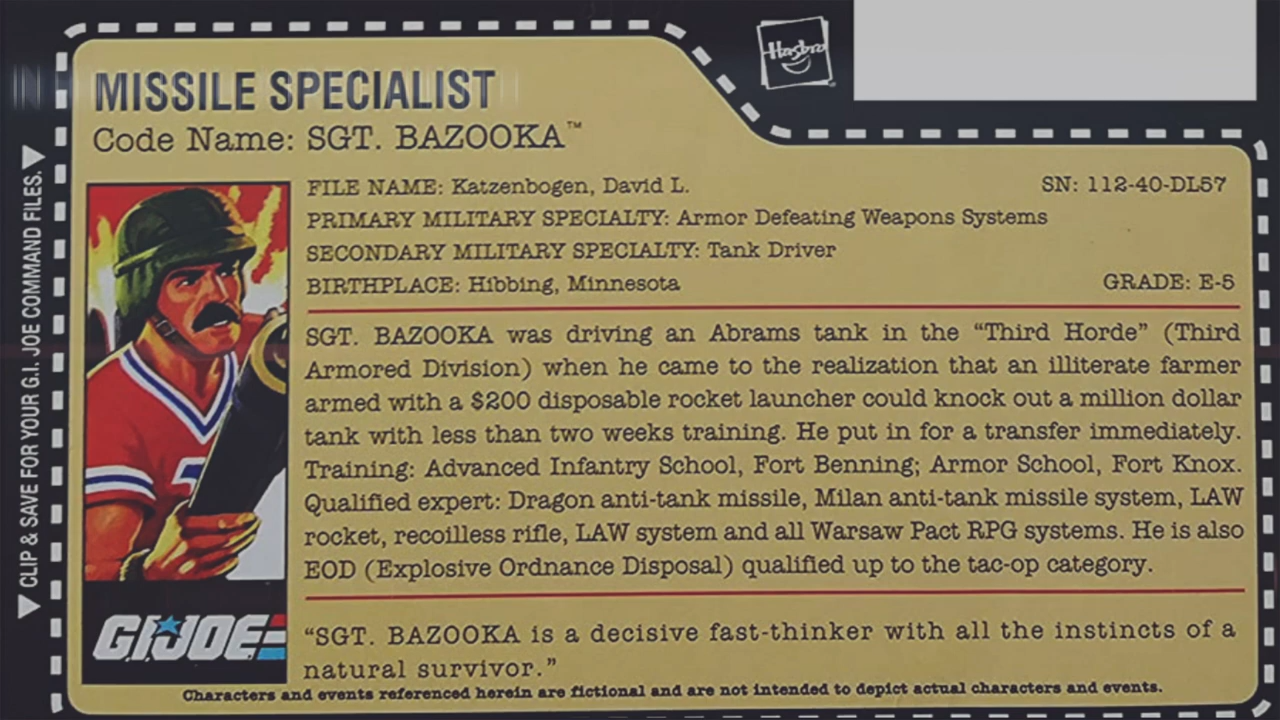 Hasbro
MISSILE SPECIALIST
Code Name: SGT. BAZOOKA™
FILE NAME: Katzenbogen, David L.
SN: 112-40-DL57
PRIMARY MILITARY SPECIALTY: Armor Defeating Weapons Systems
SECONDARY MILITARY SPECIALTY: Tank Driver
BIRTHPLACE: Hibbing, Minnesota
GRADE: E-5
SGT. BAZOOKA was driving an Abrams tank in the “Third Horde” (Third
Armored Division) when he came to the realization that an illiterate farmer
armed with a $200 disposable rocket launcher could knock out a million dollar
tank with less than two weeks training. He put in for a transfer immediately.
Training: Advanced Infantry School, Fort Benning; Armor School, Fort Knox.
Qualified expert: Dragon anti-tank missile, Milan anti-tank missile system, LAW
rocket, recoilless rifle, LAW system and all Warsaw Pact RPG systems. He is also
EOD (Explosive Ordnance Disposal) qualified up to the tac-op category.
“SGT. BAZOOKA is a decisive fast-thinker with all the instincts of a
natural survivor.”
Characters and events referenced herein are fictional and are not intended to depict actual characters and events.
G.I. JOE
CLIP & SAVE FOR YOUR G.I. JOE COMMAND FILES.